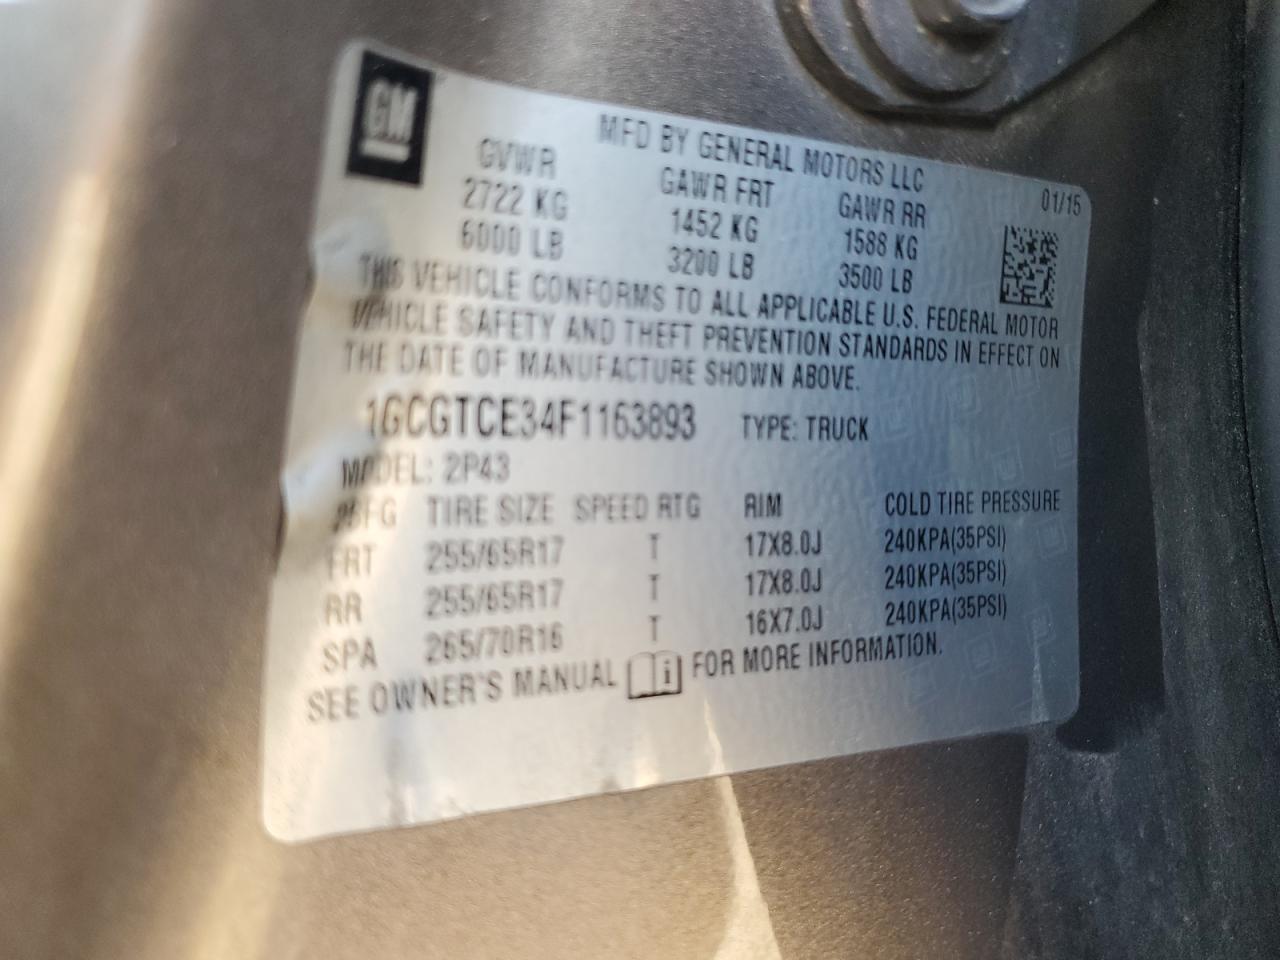 GM
MFD BY GENERAL MOTORS LLC
01/15
GVWR GAWR FRT GAWR RR
2722 KG 1452 KG 1588 KG
6000 LB 3200 LB 3500 LB
THIS VEHICLE CONFORMS TO ALL APPLICABLE U.S. FEDERAL MOTOR
VEHICLE SAFETY AND THEFT PREVENTION STANDARDS IN EFFECT ON
THE DATE OF MANUFACTURE SHOWN ABOVE.
1GCGTCE34F1163893 TYPE: TRUCK
MODEL: 2P43
TIRE SIZE SPEED RTG RIM COLD TIRE PRESSURE
FRT 255/65R17 T 17X8.0J 240KPA(35PSI)
RR 255/65R17 T 17X8.0J 240KPA(35PSI)
SPA 265/70R16 T 16X7.0J 240KPA(35PSI)
SEE OWNER'S MANUAL i FOR MORE INFORMATION.